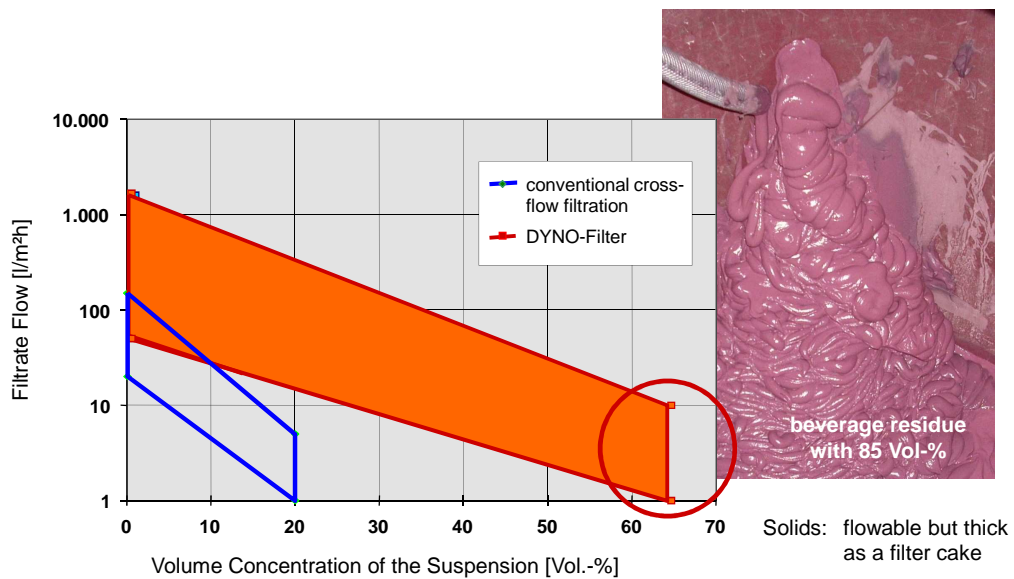 10.000
1.000
100
10
1
Filtrate Flow [l/m²h]
0
10
20
30
40
50
60
70
Volume Concentration of the Suspension [Vol.-%]
conventional cross-
flow filtration
DYNO-Filter
beverage residue
with 85 Vol-%
Solids: flowable but thick
as a filter cake